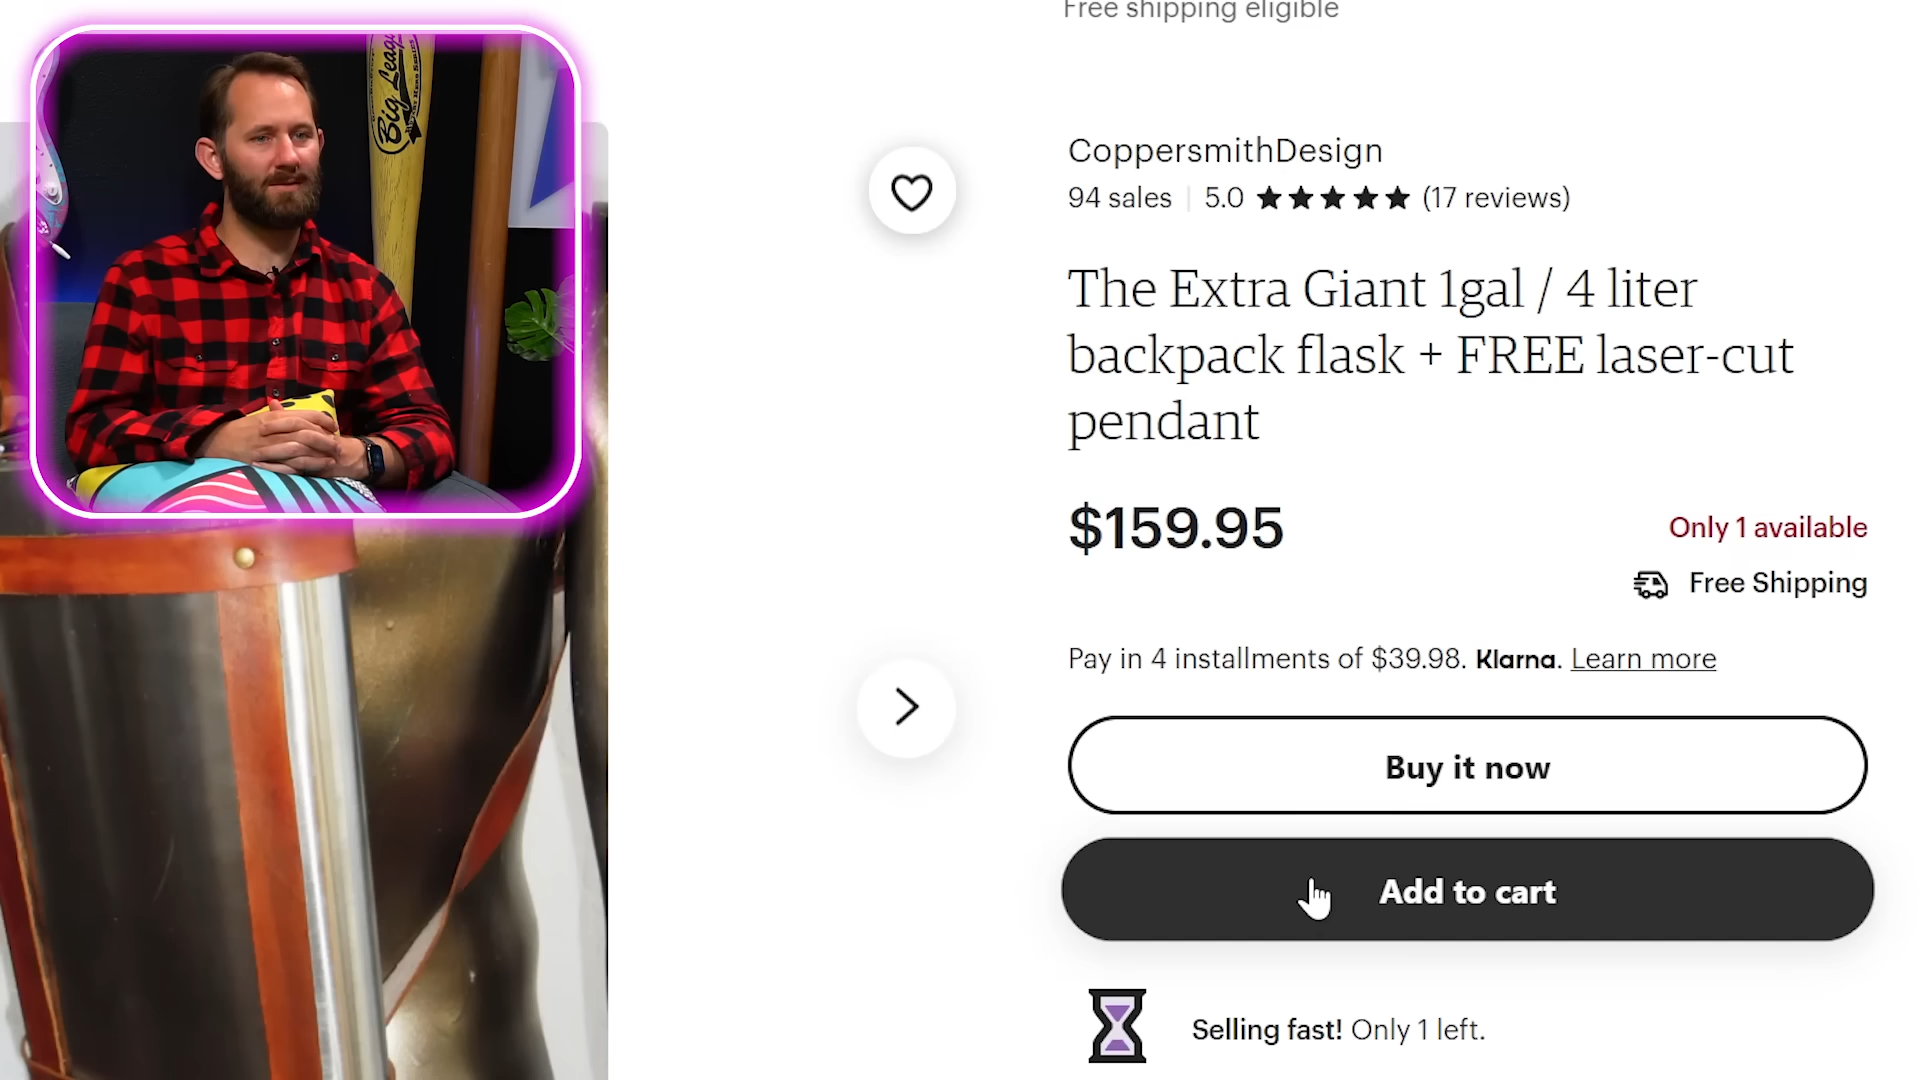 Free shipping eligible
Big League
CoppersmithDesign
94 sales | 5.0 ★★★★★ (17 reviews)
The Extra Giant 1gal / 4 liter
backpack flask + FREE laser-cut
pendant
$159.95
Only 1 available
Free Shipping
Pay in 4 installments of $39.98. Klarna. Learn more
Buy it now
Add to cart
Selling fast! Only 1 left.